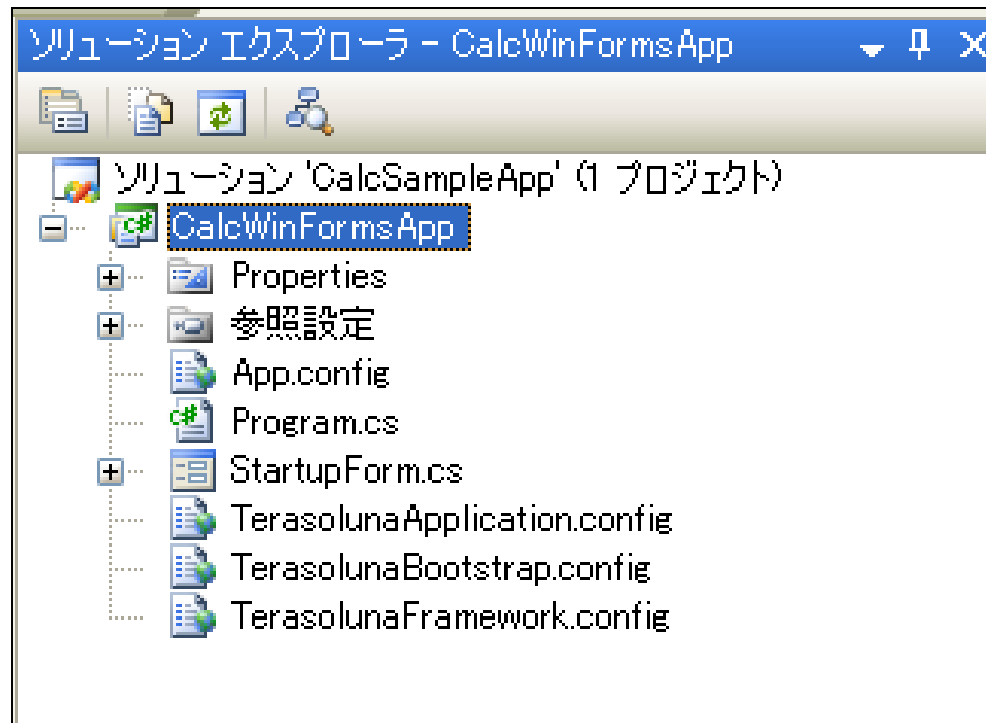 ソリューション エクスプローラ - CalcWinFormsApp
ソリューション 'CalcSampleApp' (1 プロジェクト)
C# CalcWinFormsApp
Properties
参照設定
App.config
C# Program.cs
StartupForm.cs
TerasolunaApplication.config
TerasolunaBootstrap.config
TerasolunaFramework.config